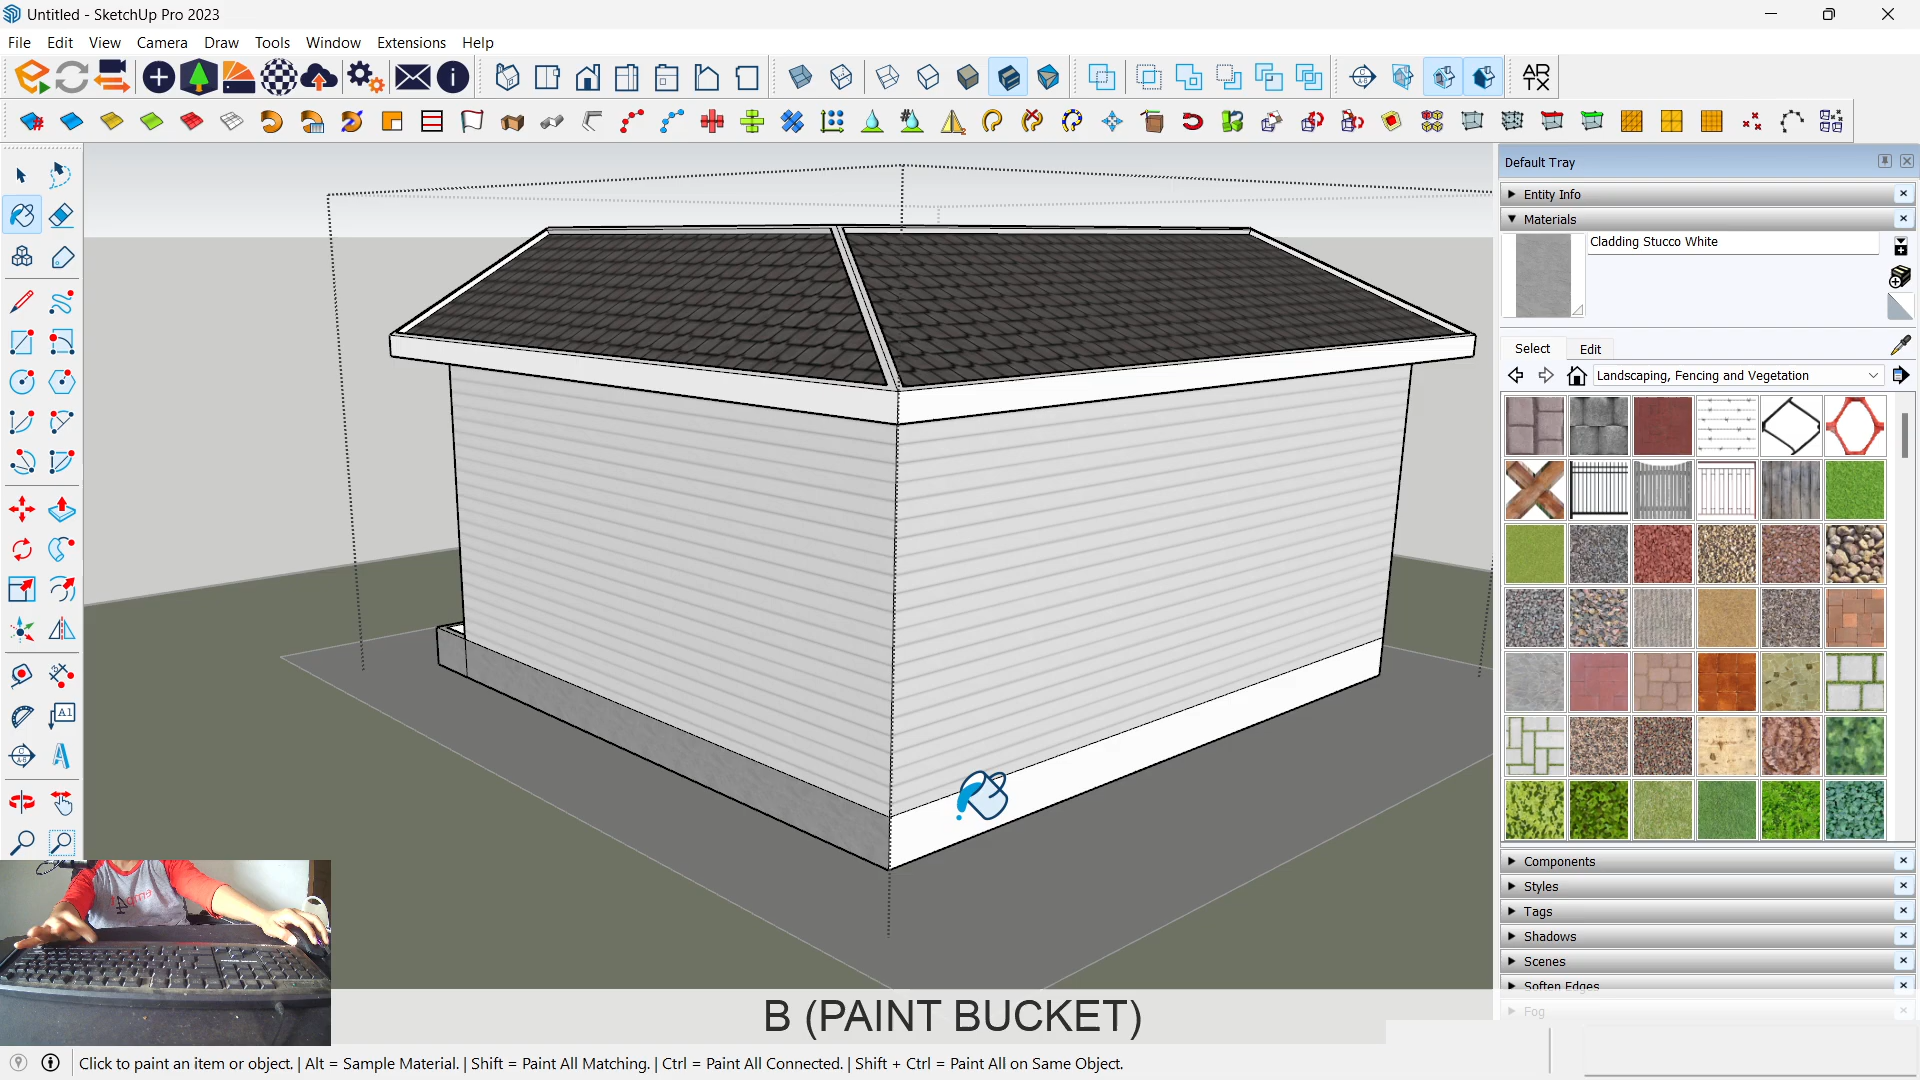 Untitled - SketchUp Pro 2023
File Edit View Camera Draw Tools Window Extensions Help
AR
TX
Default Tray
Entity Info
Materials
Cladding Stucco White
Select Edit
Landscaping, Fencing and Vegetation
A1
Components
Styles
Tags
Shadows
Scenes
Soften Edges
Fog
B (PAINT BUCKET)
Click to paint an item or object. | Alt = Sample Material. | Shift = Paint All Matching. | Ctrl = Paint All Connected. | Shift + Ctrl = Paint All on Same Object.